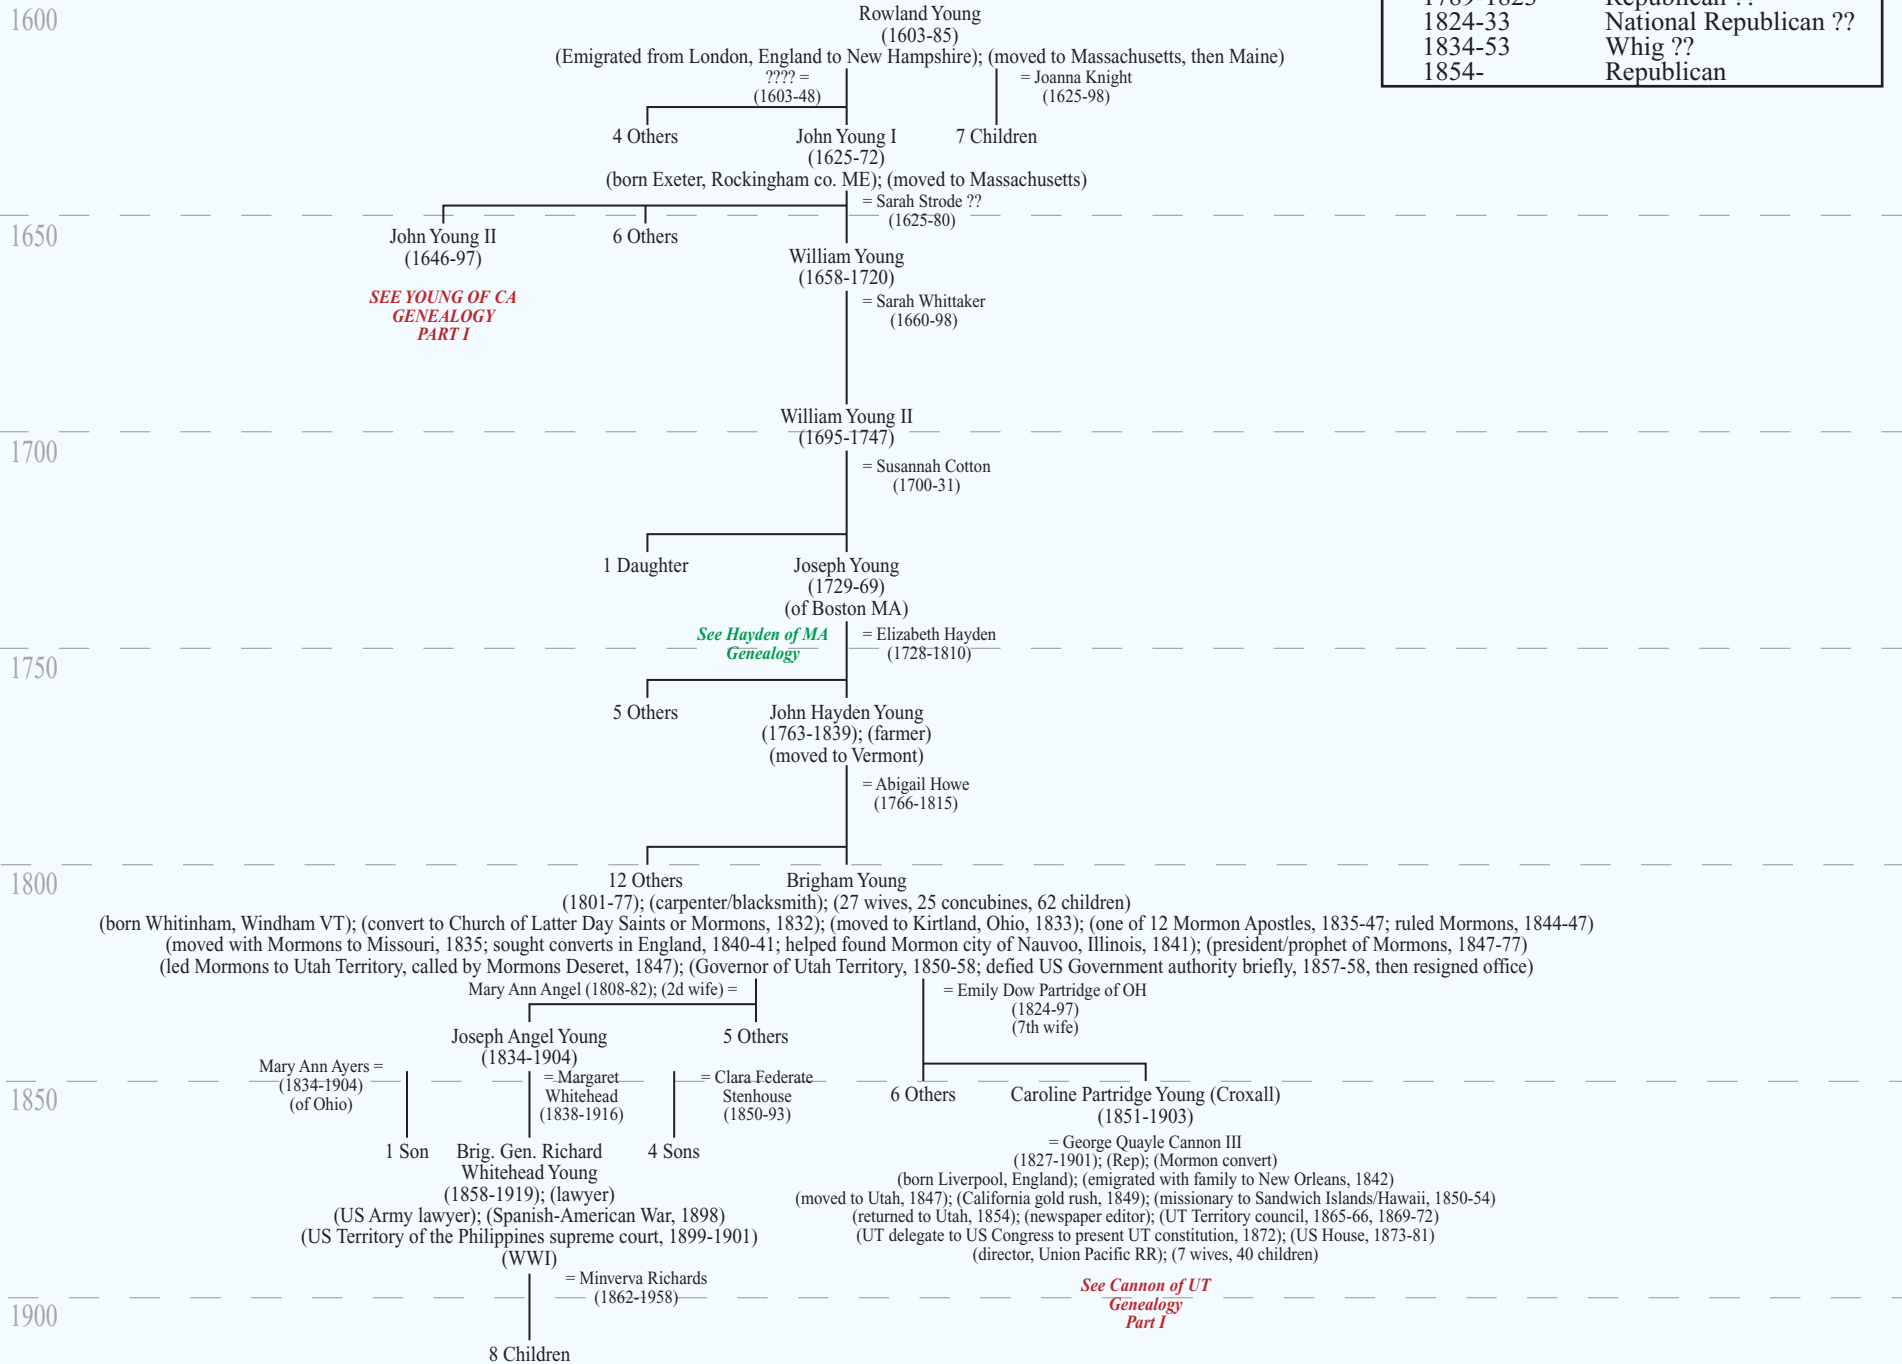 1600
Rowland Young
(1603-85)
(Emigrated from London, England to New Hampshire); (moved to Massachusetts, then Maine)
1789-1823 Republican ??
1824-33 National Republican ??
1834-53 Whig ??
1854- Republican
???? =
(1603-48)
= Joanna Knight
(1625-98)
4 Others
John Young I
(1625-72)
7 Children
(born Exeter, Rockingham co. ME); (moved to Massachusetts)
= Sarah Strode ??
(1625-80)
1650
John Young II
(1646-97)
6 Others
William Young
(1658-1720)
SEE YOUNG OF CA
GENEALOGY
PART I
= Sarah Whittaker
(1660-98)
William Young II
(1695-1747)
1700
= Susannah Cotton
(1700-31)
1 Daughter
Joseph Young
(1729-69)
(of Boston MA)
See Hayden of MA
Genealogy
= Elizabeth Hayden
(1728-1810)
1750
5 Others
John Hayden Young
(1763-1839); (farmer)
(moved to Vermont)
= Abigail Howe
(1766-1815)
1800
12 Others
Brigham Young
(1801-77); (carpenter/blacksmith); (27 wives, 25 concubines, 62 children)
(born Whitinham, Windham VT); (convert to Church of Latter Day Saints or Mormons, 1832); (moved to Kirtland, Ohio, 1833); (one of 12 Mormon Apostles, 1835-47; ruled Mormons, 1844-47)
(moved with Mormons to Missouri, 1835; sought converts in England, 1840-41; helped found Mormon city of Nauvoo, Illinois, 1841); (president/prophet of Mormons, 1847-77)
(led Mormons to Utah Territory, called by Mormons Deseret, 1847); (Governor of Utah Territory, 1850-58; defied US Government authority briefly, 1857-58, then resigned office)
Mary Ann Angel (1808-82); (2d wife) =
= Emily Dow Partridge of OH
(1824-97)
(7th wife)
Joseph Angel Young
(1834-1904)
5 Others
Mary Ann Ayers =
(1834-1904)
(of Ohio)
= Margaret
Whitehead
(1838-1916)
= Clara Federate
Stenhouse
(1850-93)
1850
6 Others
Caroline Partridge Young (Croxall)
(1851-1903)
1 Son
Brig. Gen. Richard
Whitehead Young
(1858-1919); (lawyer)
(US Army lawyer); (Spanish-American War, 1898)
(US Territory of the Philippines supreme court, 1899-1901)
(WWI)
4 Sons
= George Quayle Cannon III
(1827-1901); (Rep); (Mormon convert)
(born Liverpool, England); (emigrated with family to New Orleans, 1842)
(moved to Utah, 1847); (California gold rush, 1849); (missionary to Sandwich Islands/Hawaii, 1850-54)
(returned to Utah, 1854); (newspaper editor); (UT Territory council, 1865-66, 1869-72)
(UT delegate to US Congress to present UT constitution, 1872); (US House, 1873-81)
(director, Union Pacific RR); (7 wives, 40 children)
= Minverva Richards
(1862-1958)
See Cannon of UT
Genealogy
Part I
1900
8 Children